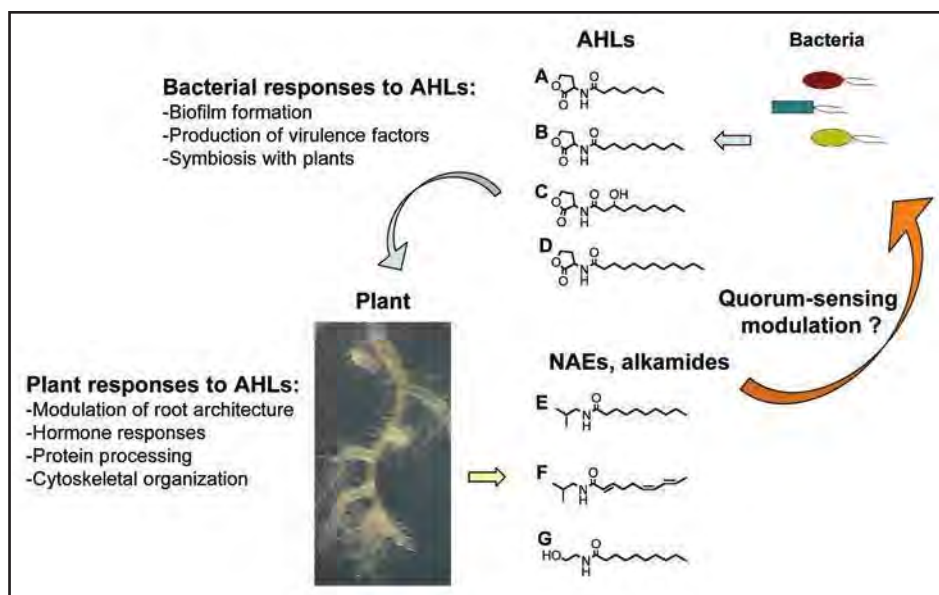 AHLs
Bacteria
Bacterial responses to AHLs:
-Biofilm formation
-Production of virulence factors
-Symbiosis with plants
A
O
O
N
H
O
B
O
O
N
H
O
C
O
O
N
H
O
OH
D
O
O
N
H
O
Plant
Quorum-sensing
modulation ?
NAEs, alkamides
Plant responses to AHLs:
-Modulation of root architecture
-Hormone responses
-Protein processing
-Cytoskeletal organization
E
O
N
H
F
O
N
H
G
HO
O
N
H